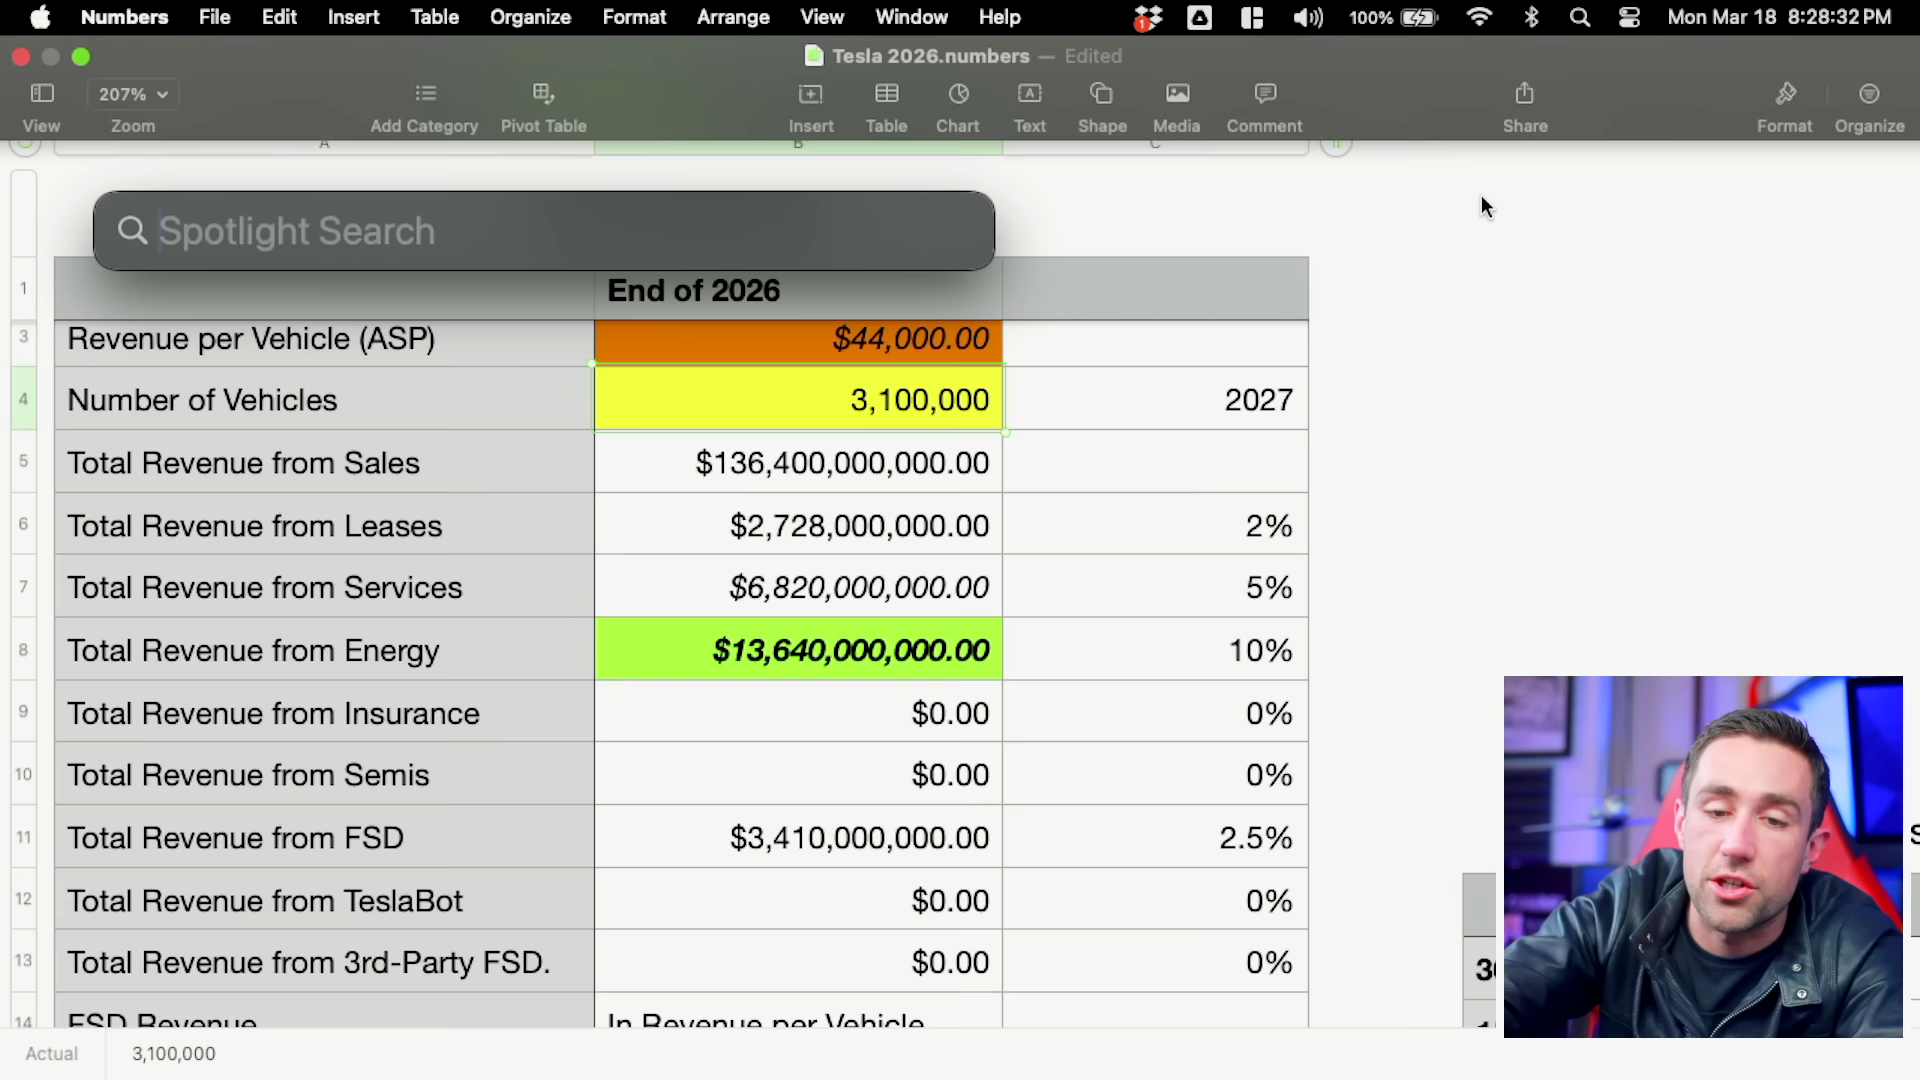 Numbers File Edit Insert Table Organize Format Arrange View Window Help 1 100% Mon Mar 18 8:28:32 PM
Tesla 2026.numbers — Edited
207%
View Zoom Add Category Pivot Table Insert Table Chart Text Shape Media Comment Share Format Organize
A B C
Spotlight Search
1 End of 2026
3 Revenue per Vehicle (ASP) $44,000.00
4 Number of Vehicles 3,100,000 2027
5 Total Revenue from Sales $136,400,000,000.00
6 Total Revenue from Leases $2,728,000,000.00 2%
7 Total Revenue from Services $6,820,000,000.00 5%
8 Total Revenue from Energy $13,640,000,000.00 10%
9 Total Revenue from Insurance $0.00 0%
10 Total Revenue from Semis $0.00 0%
11 Total Revenue from FSD $3,410,000,000.00 2.5%
12 Total Revenue from TeslaBot $0.00 0%
13 Total Revenue from 3rd-Party FSD. $0.00 0%
14 FSD Revenue In Revenue per Vehicle
Actual 3,100,000